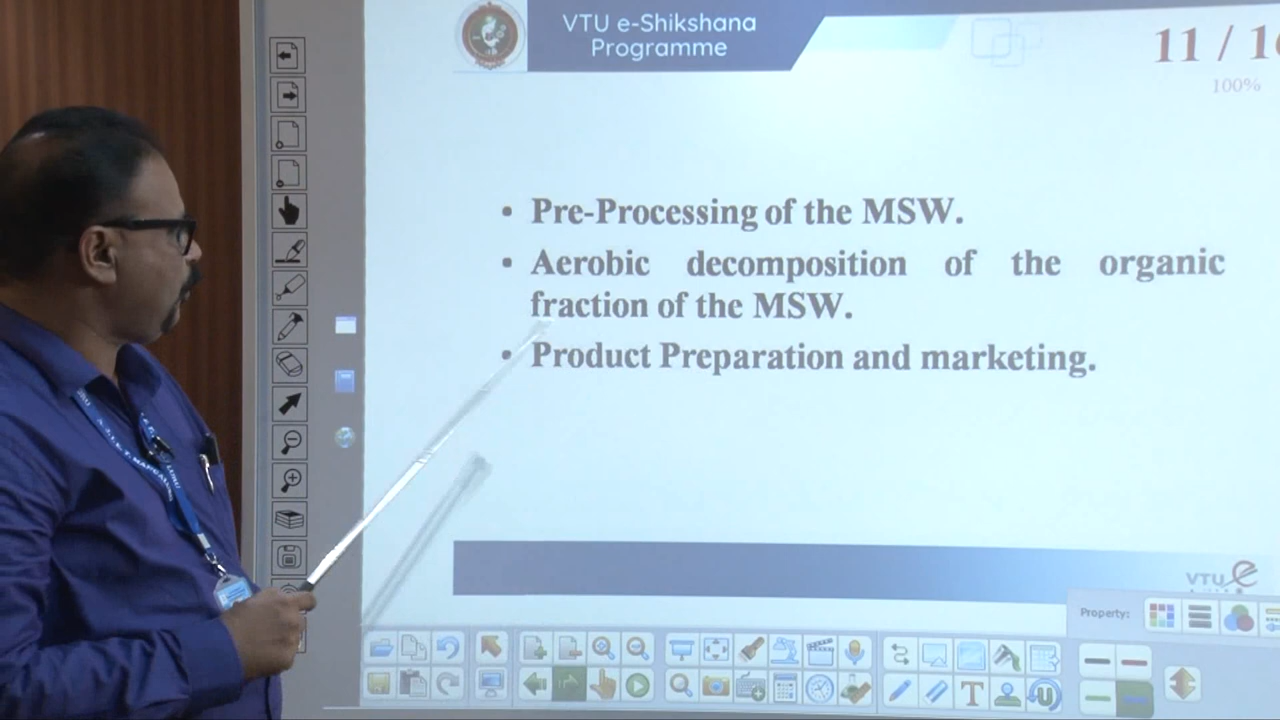 VTU e-Shikshana
Programme
11 / 16
100%
• Pre-Processing of the MSW.
• Aerobic decomposition of the organic
fraction of the MSW.
• Product Preparation and marketing.
VTU e
Property:
T